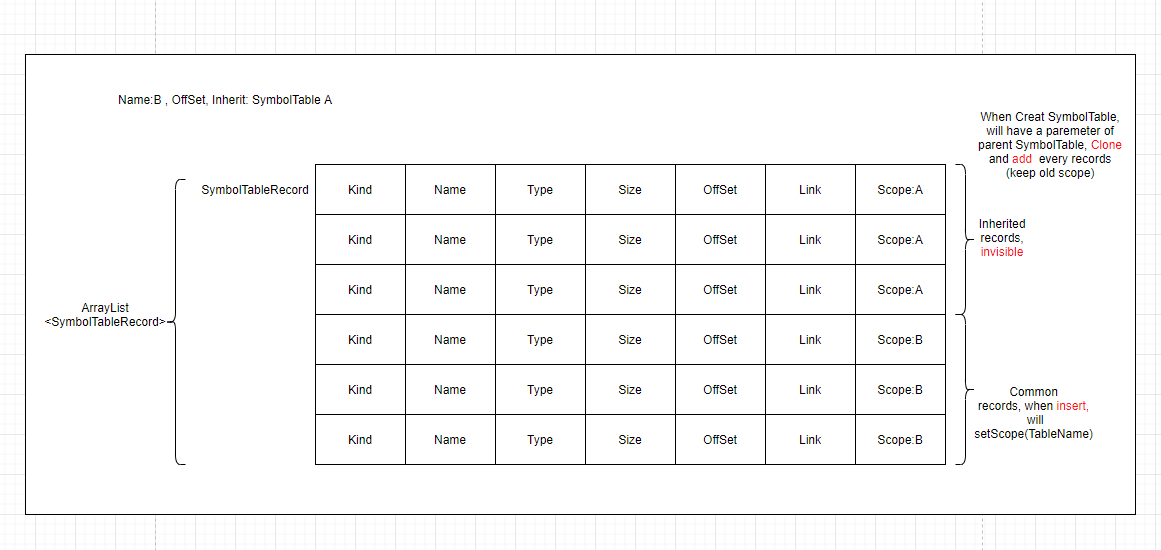 Name:B , OffSet, Inherit: SymbolTable A
When Creat SymbolTable,
will have a paremeter of
parent SymbolTable, Clone
and add every records
(keep old scope)
SymbolTableRecord Kind Name Type Size OffSet Link Scope:A
Kind Name Type Size OffSet Link Scope:A
Inherited
records,
invisible
Kind Name Type Size OffSet Link Scope:A
ArrayList
<SymbolTableRecord>
Kind Name Type Size OffSet Link Scope:B
Kind Name Type Size OffSet Link Scope:B
Common
records, when insert,
will
setScope(TableName)
Kind Name Type Size OffSet Link Scope:B